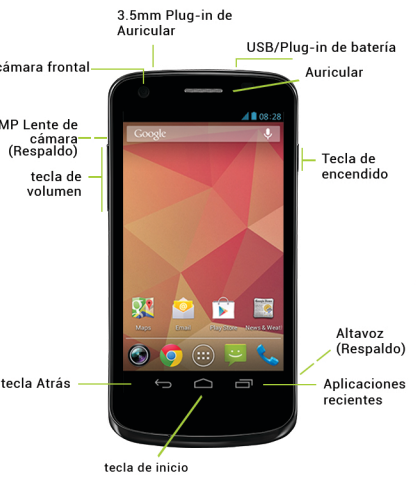 3.5mm Plug-in de
Auricular
USB/Plug-in de batería
cámara frontal
Auricular
08:28
Google
MP Lente de
cámara
(Respaldo)
Tecla de
encendido
tecla de
volumen
Maps
Email
Play Store
News & Weath
Altavoz
(Respaldo)
tecla Atrás
Aplicaciones
recientes
tecla de inicio